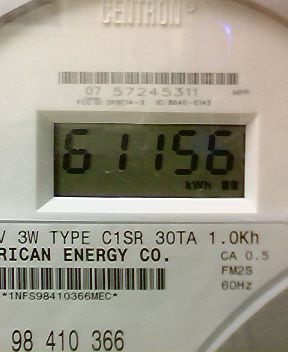 CENTRON®
07 57245311 HPP
61156
kWh
V 3W TYPE C1SR 30TA 1.0Kh
RICAN ENERGY CO. CA 0.5
FM2S
*1NFS98410366MEC* 60Hz
98 410 366